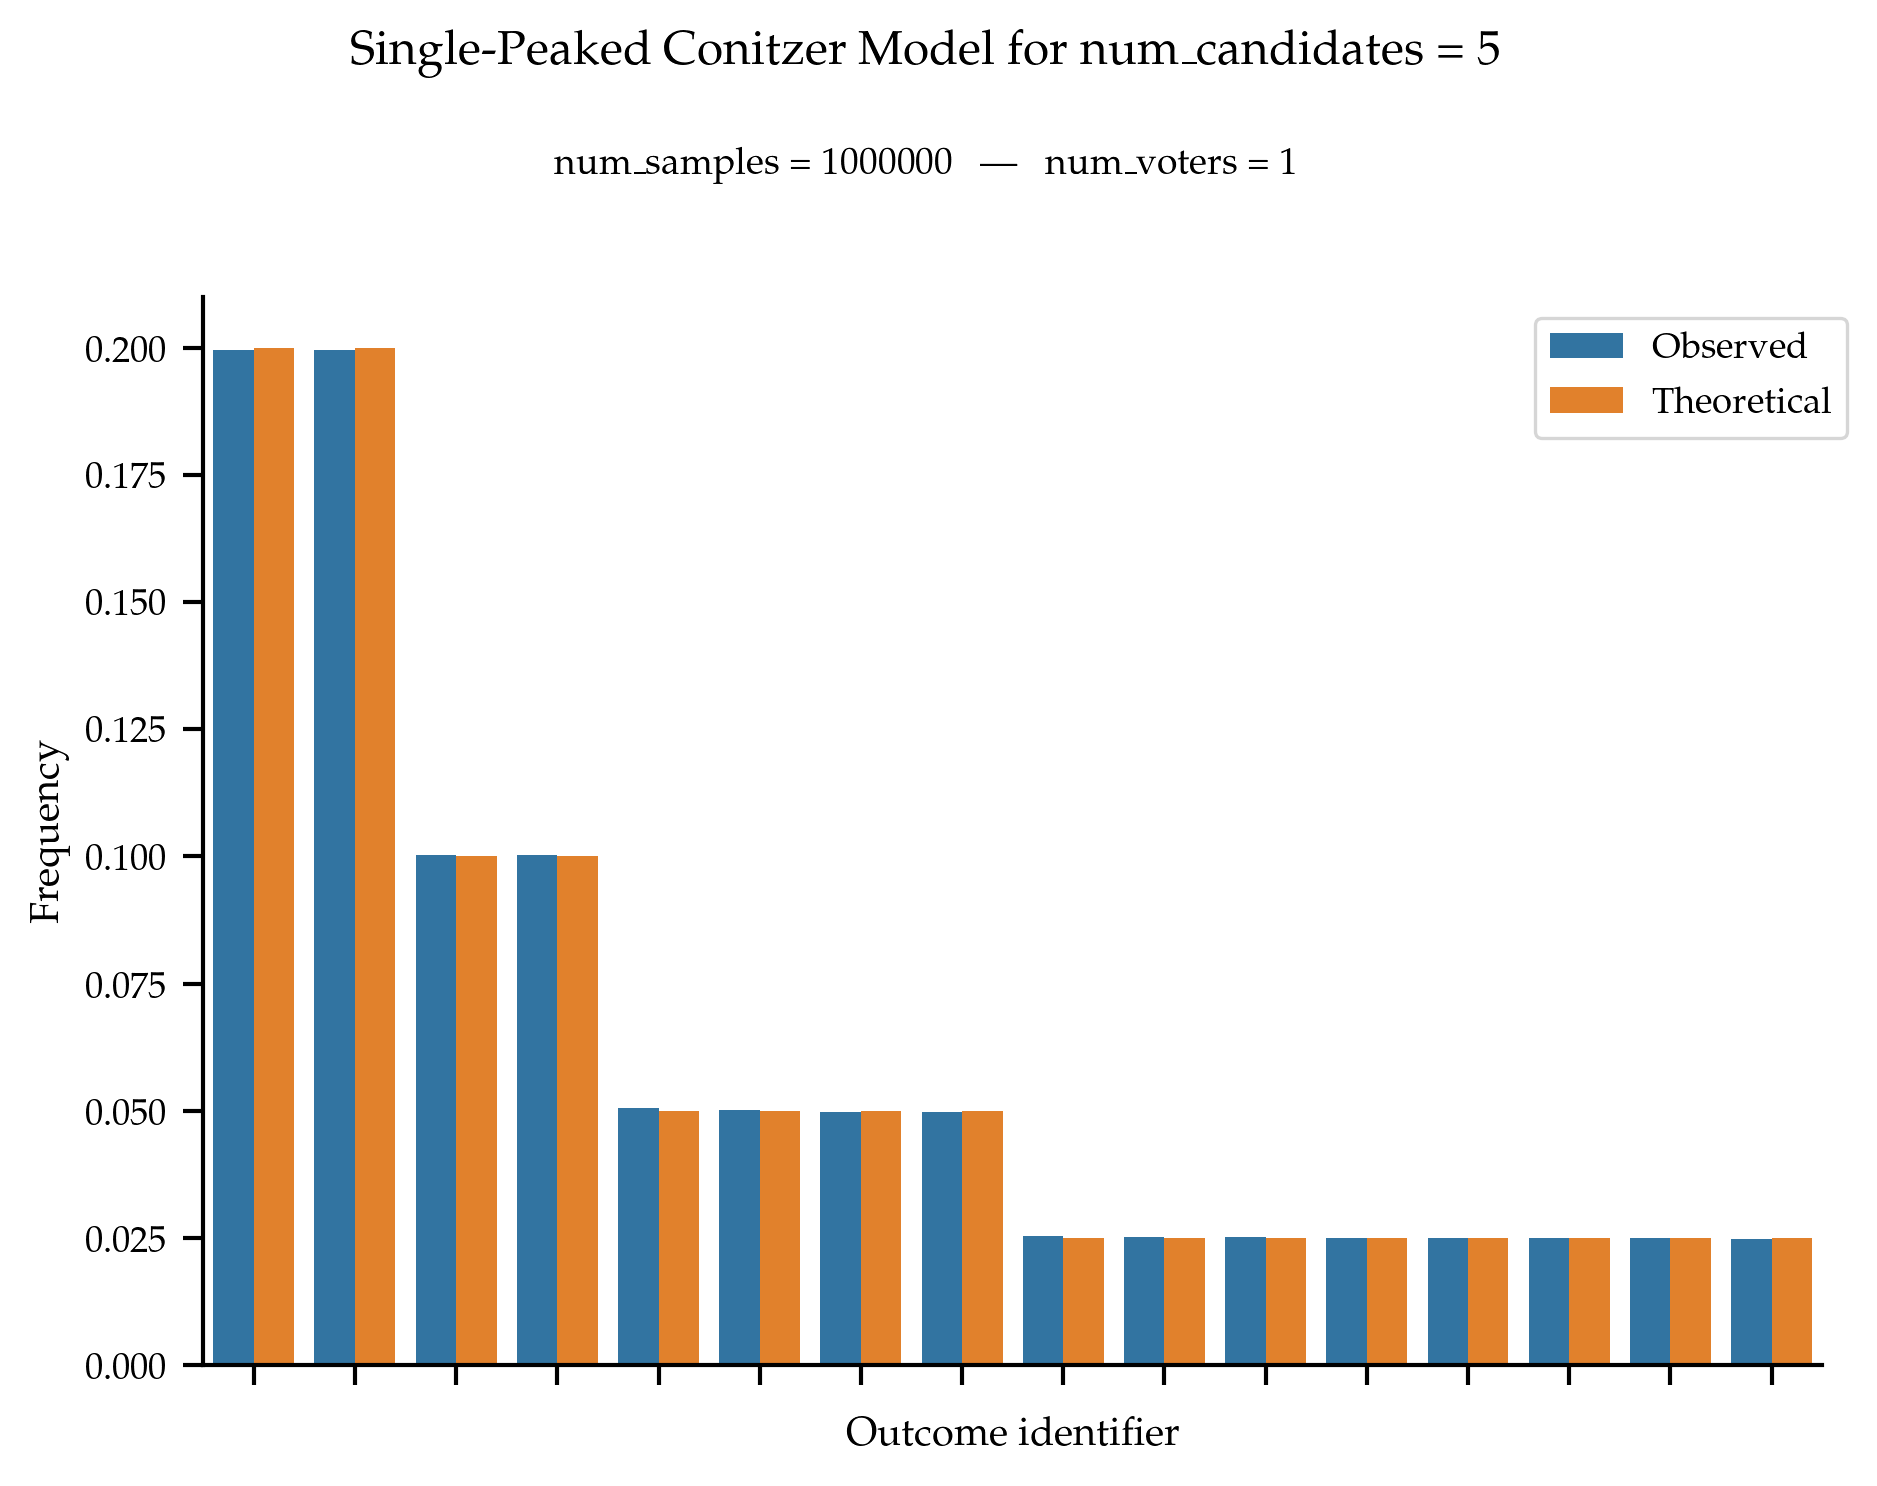 Single-Peaked Conitzer Model for num_candidates = 5
num_samples = 1000000 — num_voters = 1
Observed
Theoretical
0.200
0.175
0.150
0.125
0.100
0.075
0.050
0.025
0.000
Frequency
Outcome identifier